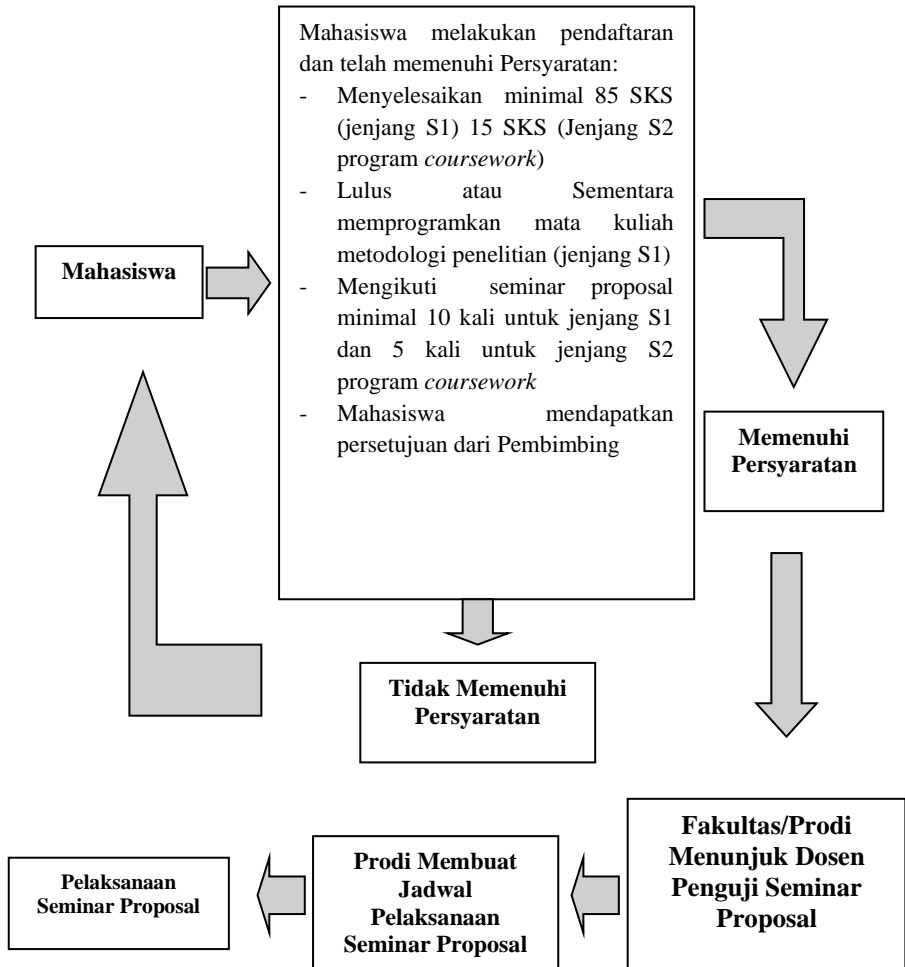 Mahasiswa melakukan pendaftaran
dan telah memenuhi Persyaratan:
- Menyelesaikan minimal 85 SKS
(jenjang S1) 15 SKS (Jenjang S2
program coursework)
- Lulus atau Sementara
memprogramkan mata kuliah
metodologi penelitian (jenjang S1)
- Mengikuti seminar proposal
minimal 10 kali untuk jenjang S1
dan 5 kali untuk jenjang S2
program coursework
- Mahasiswa mendapatkan
persetujuan dari Pembimbing
Mahasiswa
Memenuhi
Persyaratan
Tidak Memenuhi
Persyaratan
Fakultas/Prodi
Menunjuk Dosen
Penguji Seminar
Proposal
Prodi Membuat
Jadwal
Pelaksanaan
Seminar Proposal
Pelaksanaan
Seminar Proposal